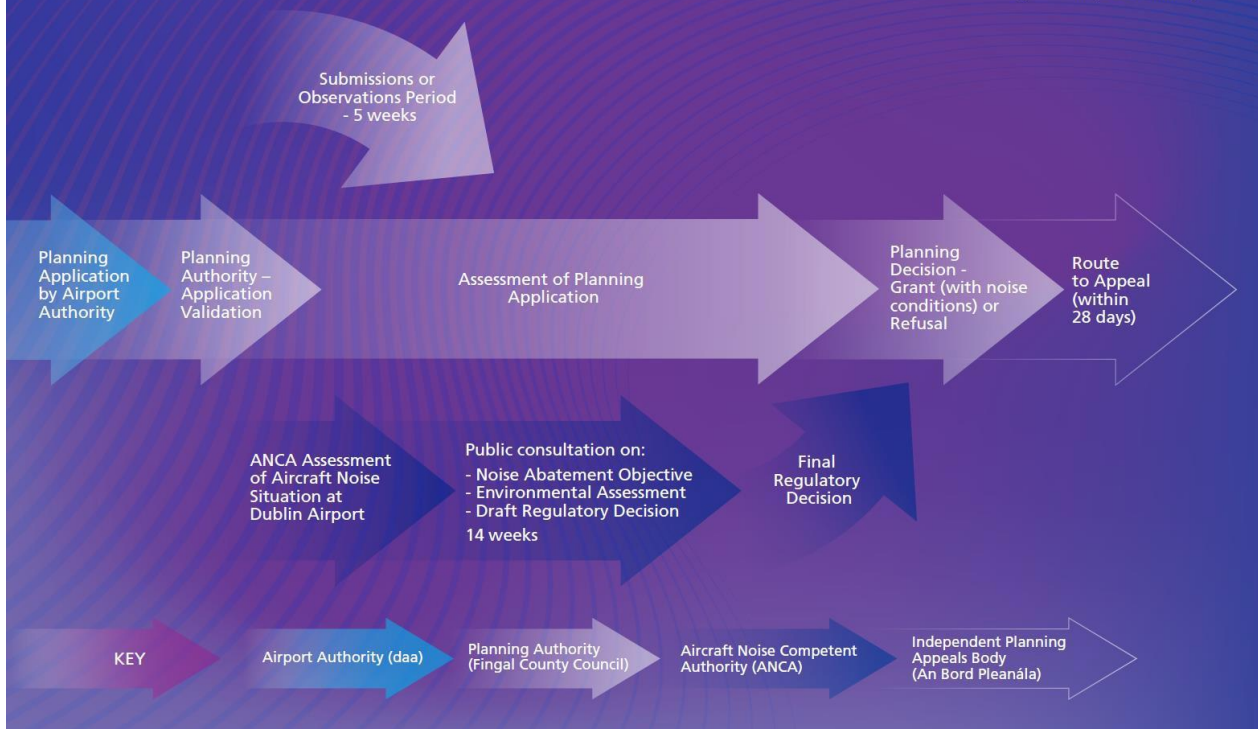 Submissions or
Observations Period
- 5 weeks
Planning
Application
by Airport
Authority
Planning
Authority –
Application
Validation
Assessment of Planning
Application
Planning
Decision -
Grant (with noise
conditions) or
Refusal
Route
to Appeal
(within
28 days)
ANCA Assessment
of Aircraft Noise
Situation at
Dublin Airport
Public consultation on:
- Noise Abatement Objective
- Environmental Assessment
- Draft Regulatory Decision
14 weeks
Final
Regulatory
Decision
KEY
Airport Authority (daa)
Planning Authority
(Fingal County Council)
Aircraft Noise Competent
Authority (ANCA)
Independent Planning
Appeals Body
(An Bord Pleanála)